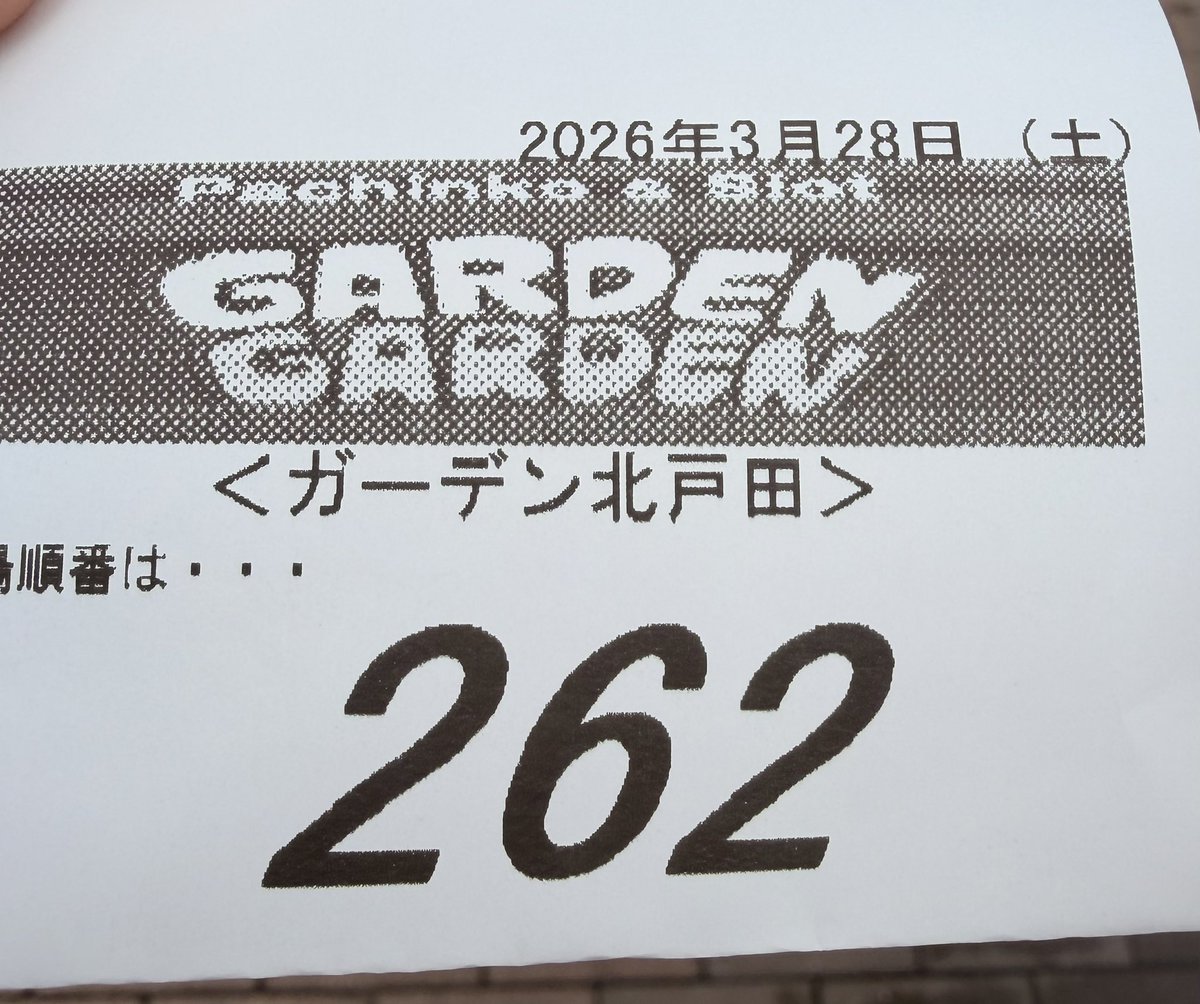 2026年3月28日 (土)
Pachinko & Slot
GARDEN
GARDEN
<ガーデン北戸田>
場順番は・・・
262